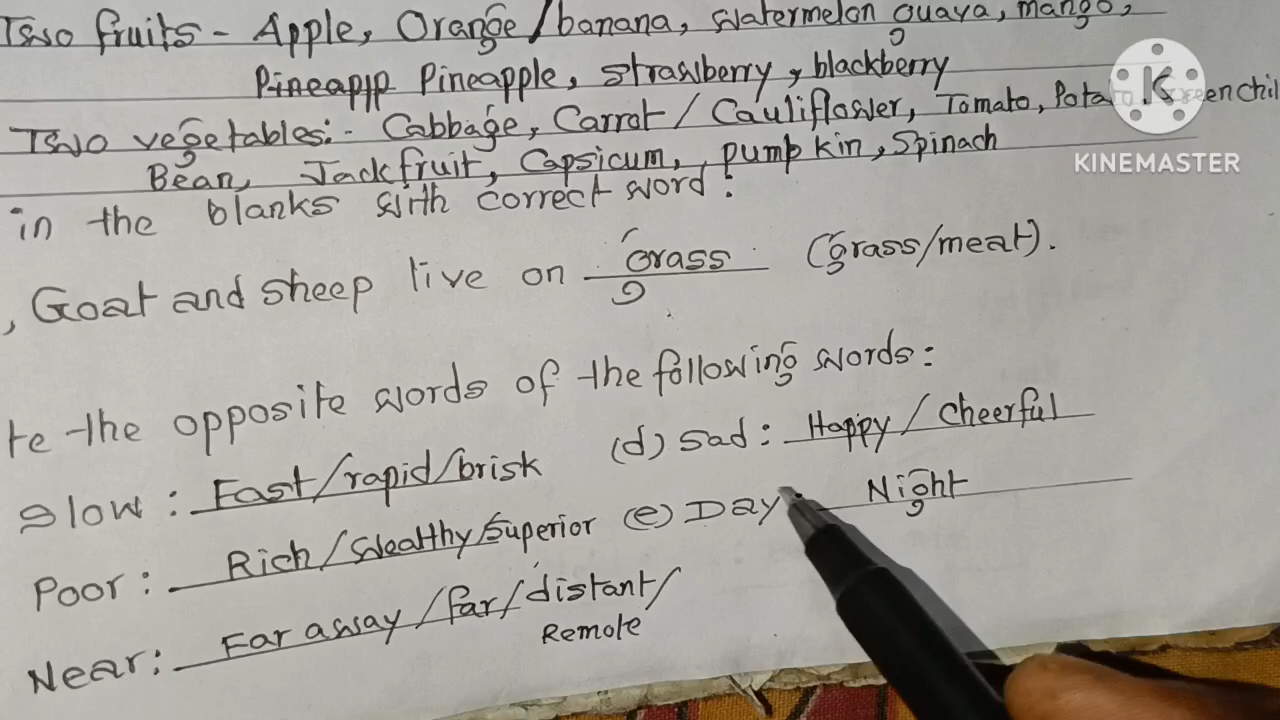 Two fruits - Apple, Orange/banana, Watermelon guava, mango,
Pineapple, strawberry, blackberry
Two vegetables:- Cabbage, Carrot/Cauliflower, Tomato, Potato,
Bean, Jackfruit, Capsicum, pumpkin, Spinach
K
KINEMASTER
in the blanks with correct word:
, Goat and sheep live on Grass (grass/meat).
te the opposite words of the following words:
Slow: Fast/rapid/brisk (d) Sad: Happy/Cheerful
Poor: Rich/Wealthy/Superior (e) Day: Night
Near: Far away/far/distant/
Remote